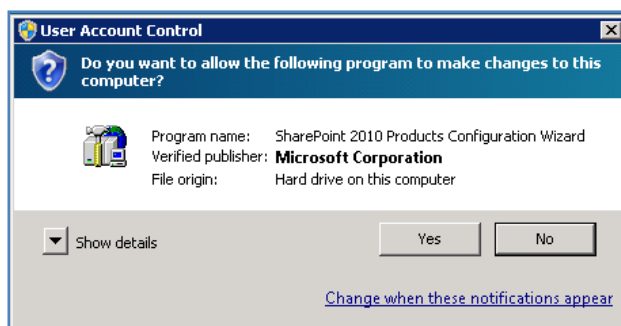 User Account Control
Do you want to allow the following program to make changes to this
computer?
Program name: SharePoint 2010 Products Configuration Wizard
Verified publisher: Microsoft Corporation
File origin: Hard drive on this computer
Show details
Yes
No
Change when these notifications appear